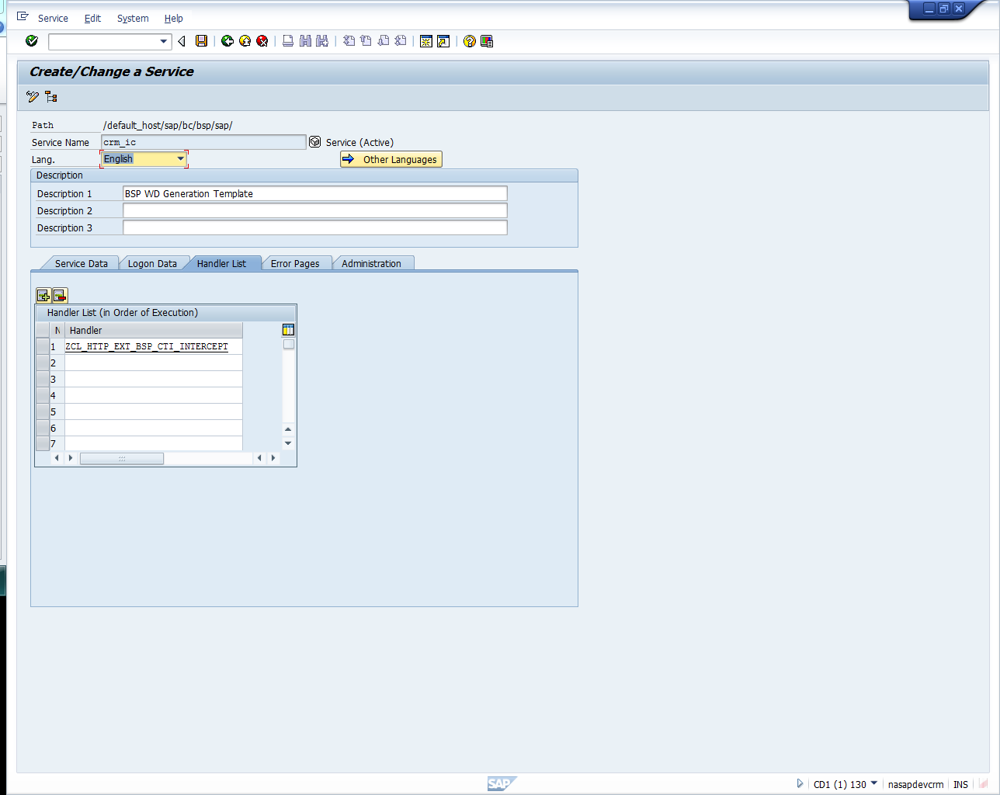 Service Edit System Help
Create/Change a Service
Path /default_host/sap/bc/bsp/sap/
Service Name crm_ic Service (Active)
Lang. English Other Languages
Description
Description 1 BSP WD Generation Template
Description 2
Description 3
Service Data Logon Data Handler List Error Pages Administration
Handler List (in Order of Execution)
N Handler
1 ZCL_HTTP_EXT_BSP_CTI_INTERCEPT
2
3
4
5
6
7
SAP CD1 (1) 130 nasapdevcrm INS